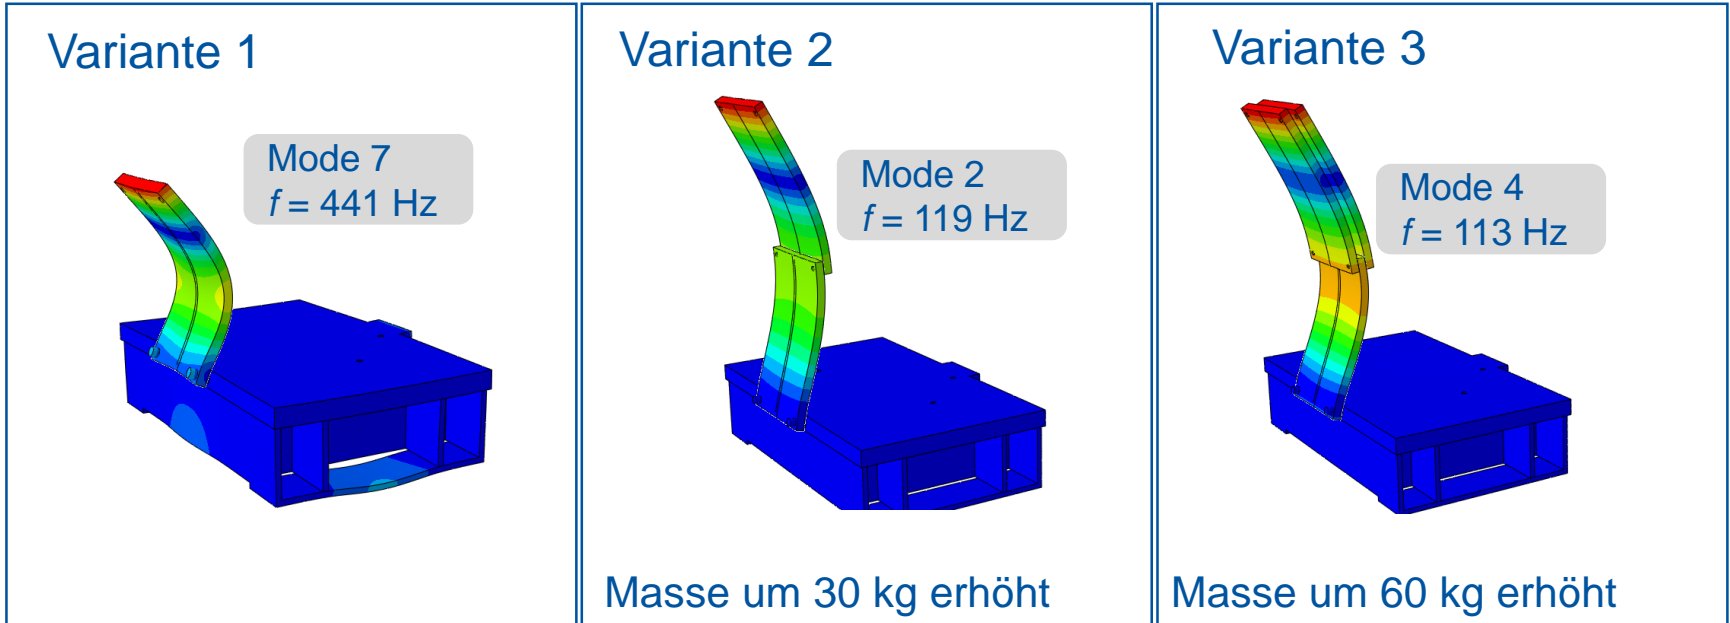 Variante 1
Mode 7
f = 441 Hz
Variante 2
Mode 2
f = 119 Hz
Masse um 30 kg erhöht
Variante 3
Mode 4
f = 113 Hz
Masse um 60 kg erhöht